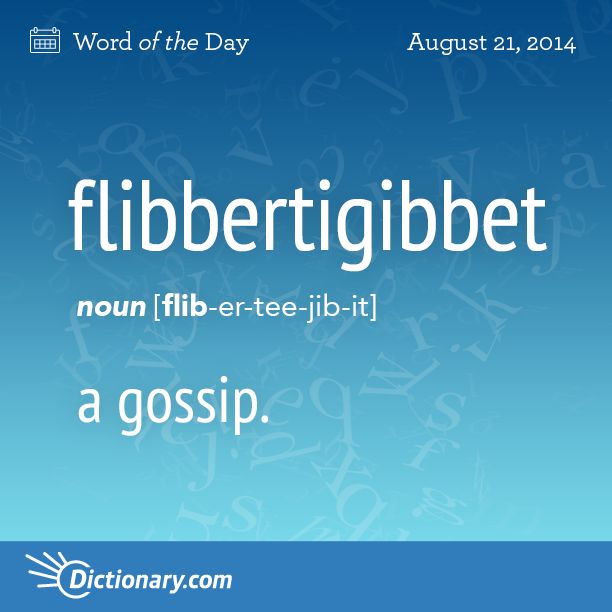 Word of the Day
August 21, 2014
flibbertigibbet
noun [flib-er-tee-jib-it]
a gossip.
Dictionary.com